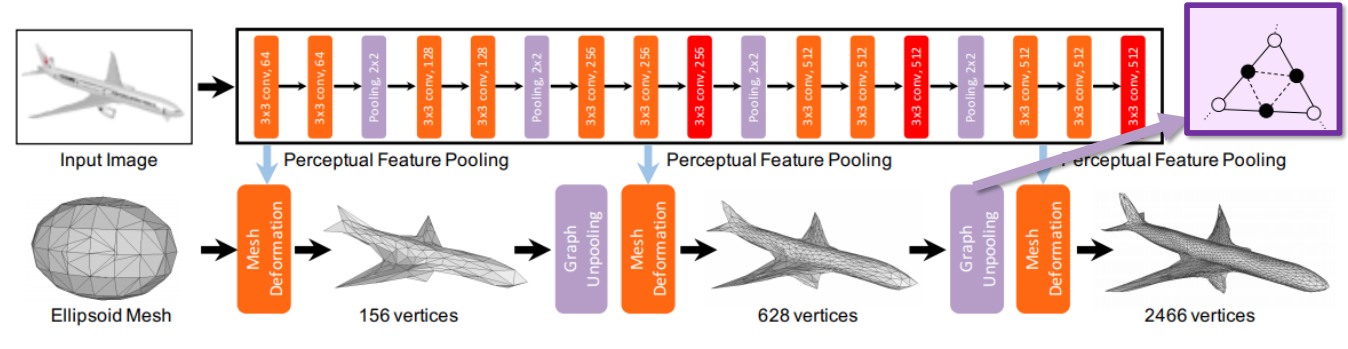 3x3 conv, 64
3x3 conv, 64
Pooling, 2x2
3x3 conv, 128
3x3 conv, 128
Pooling, 2x2
3x3 conv, 256
3x3 conv, 256
3x3 conv, 256
Pooling, 2x2
3x3 conv, 512
3x3 conv, 512
3x3 conv, 512
Pooling, 2x2
3x3 conv, 512
3x3 conv, 512
3x3 conv, 512
Input Image
Perceptual Feature Pooling
Perceptual Feature Pooling
Perceptual Feature Pooling
Mesh
Deformation
Graph
Unpooling
Mesh
Deformation
Graph
Unpooling
Mesh
Deformation
Ellipsoid Mesh
156 vertices
628 vertices
2466 vertices